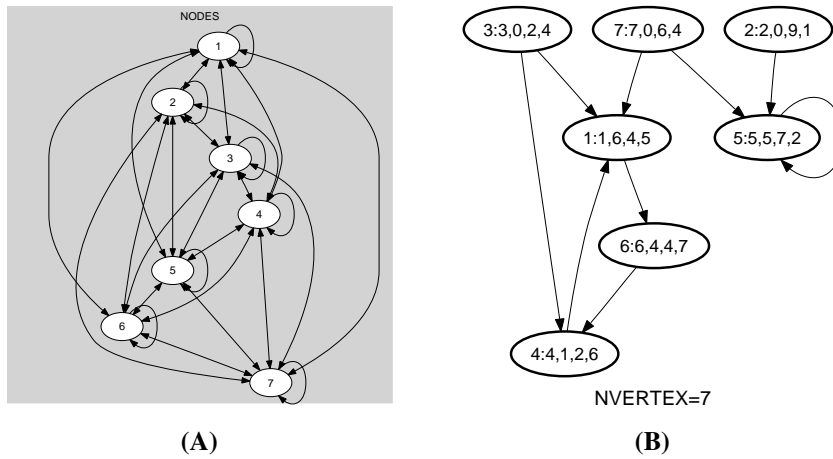 NODES
1
2
3
4
5
6
7
(A)
3:3,0,2,4 7:7,0,6,4 2:2,0,9,1
1:1,6,4,5 5:5,5,7,2
6:6,4,4,7
4:4,1,2,6
NVERTEX=7
(B)